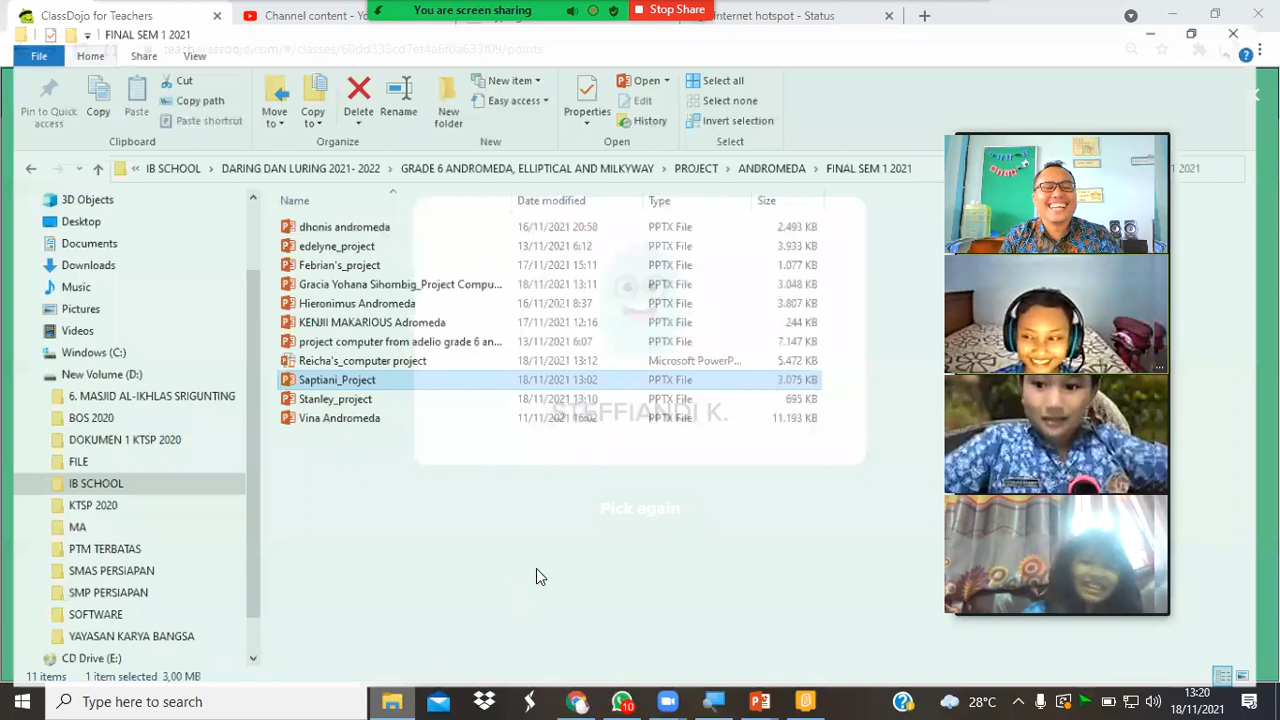 ClassDojo for Teachers
Channel content - You
You are screen sharing
Stop Share
Internet hotspot - Status
FINAL SEM 1 2021
teach.classdojo.com/#/classes/60dd333cd7ef4a6f0a633f09/points
File Home Share View
Pin to Quick access
Copy
Paste
Cut
Copy path
Paste shortcut
Move to
Copy to
Delete
Rename
New folder
New item
Easy access
Properties
Open
Edit
History
Select all
Select none
Invert selection
Clipboard Organize New Open Select
« IB SCHOOL > DARING DAN LURING 2021- 2022 > GRADE 6 ANDROMEDA, ELLIPTICAL AND MILKYWAY > PROJECT > ANDROMEDA > FINAL SEM 1 2021
2021
3D Objects
Desktop
Documents
Downloads
Music
Pictures
Videos
Windows (C:)
New Volume (D:)
6. MASJID AL-IKHLAS SRIGUNTING
BOS 2020
DOKUMEN 1 KTSP 2020
FILE
IB SCHOOL
KTSP 2020
MA
PTM TERBATAS
SMAS PERSIAPAN
SMP PERSIAPAN
SOFTWARE
YAYASAN KARYA BANGSA
CD Drive (E:)
Name Date modified Type Size
dhonis andromeda 16/11/2021 20:58 PPTX File 2.493 KB
edelyne_project 13/11/2021 6:12 PPTX File 3.933 KB
Febrian's_project 17/11/2021 15:11 PPTX File 1.077 KB
Gracia Yohana Sihombig_Project Compu... 18/11/2021 13:11 PPTX File 3.048 KB
Hieronimus Andromeda 16/11/2021 8:37 PPTX File 3.807 KB
KENJII MAKARIOUS Adromeda 17/11/2021 12:16 PPTX File 244 KB
project computer from adelio grade 6 an... 13/11/2021 6:07 PPTX File 7.147 KB
Reicha's_computer project 18/11/2021 13:12 Microsoft PowerP... 5.472 KB
Saptiani_Project 18/11/2021 13:02 PPTX File 3.075 KB
Stanley_project 18/11/2021 13:10 PPTX File 695 KB
Vina Andromeda 11/11/2021 16:02 PPTX File 11.193 KB
STEFFIANDI K.
Pick again
11 items 1 item selected 3,00 MB
Type here to search
10
28°C
13:20
18/11/2021